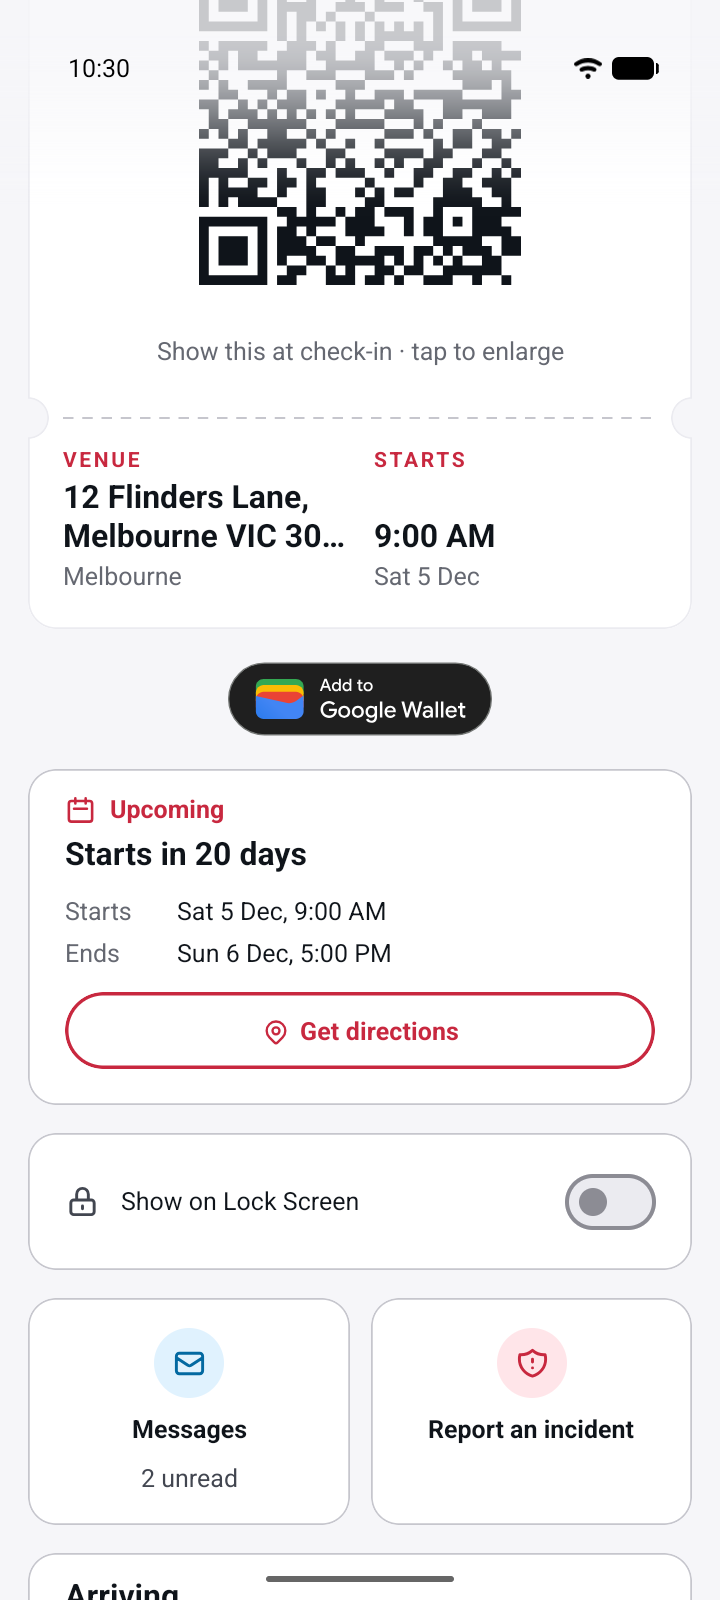 10:30
Show this at check-in · tap to enlarge
VENUE
12 Flinders Lane,
Melbourne VIC 30...
Melbourne
STARTS
9:00 AM
Sat 5 Dec
Add to
Google Wallet
Upcoming
Starts in 20 days
Starts Sat 5 Dec, 9:00 AM
Ends Sun 6 Dec, 5:00 PM
Get directions
Show on Lock Screen
Messages
2 unread
Report an incident
Arriving